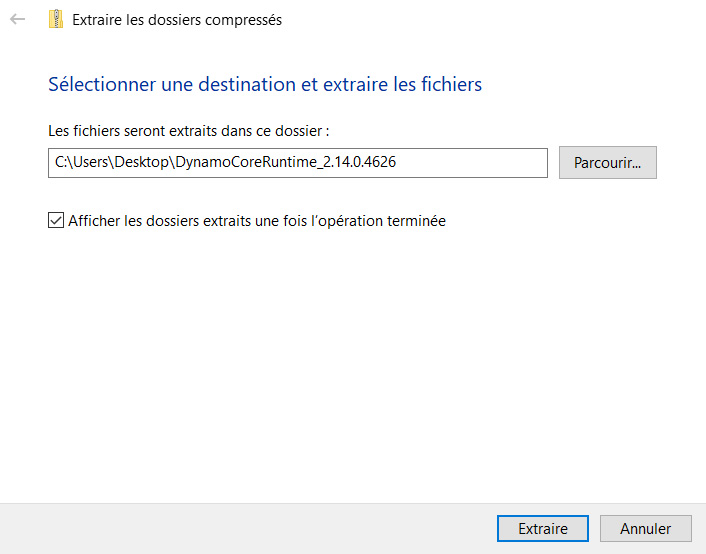 Extraire les dossiers compressés
Sélectionner une destination et extraire les fichiers
Les fichiers seront extraits dans ce dossier :
C:\Users\Desktop\DynamoCoreRuntime_2.14.0.4626
Parcourir...
Afficher les dossiers extraits une fois l’opération terminée
Extraire
Annuler